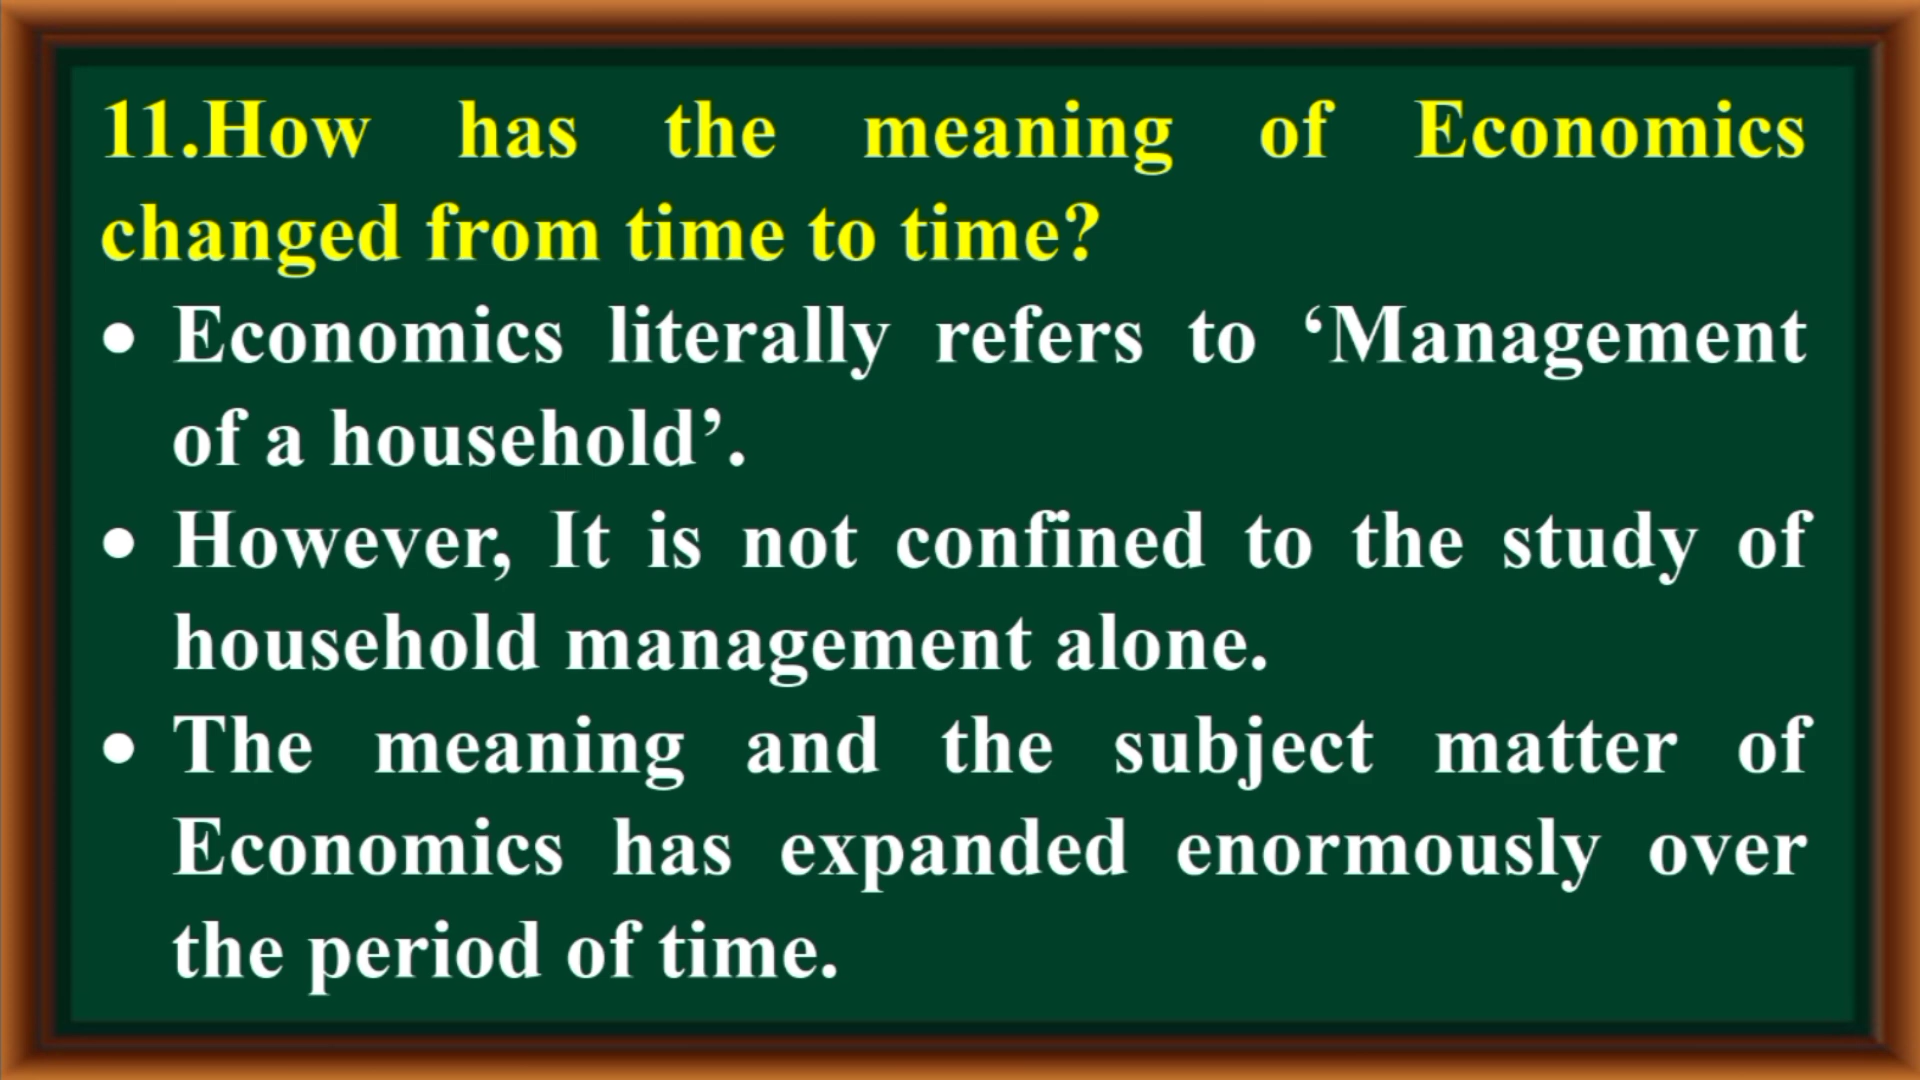 11.How has the meaning of Economics
changed from time to time?
• Economics literally refers to ‘Management
of a household’.
• However, It is not confined to the study of
household management alone.
• The meaning and the subject matter of
Economics has expanded enormously over
the period of time.